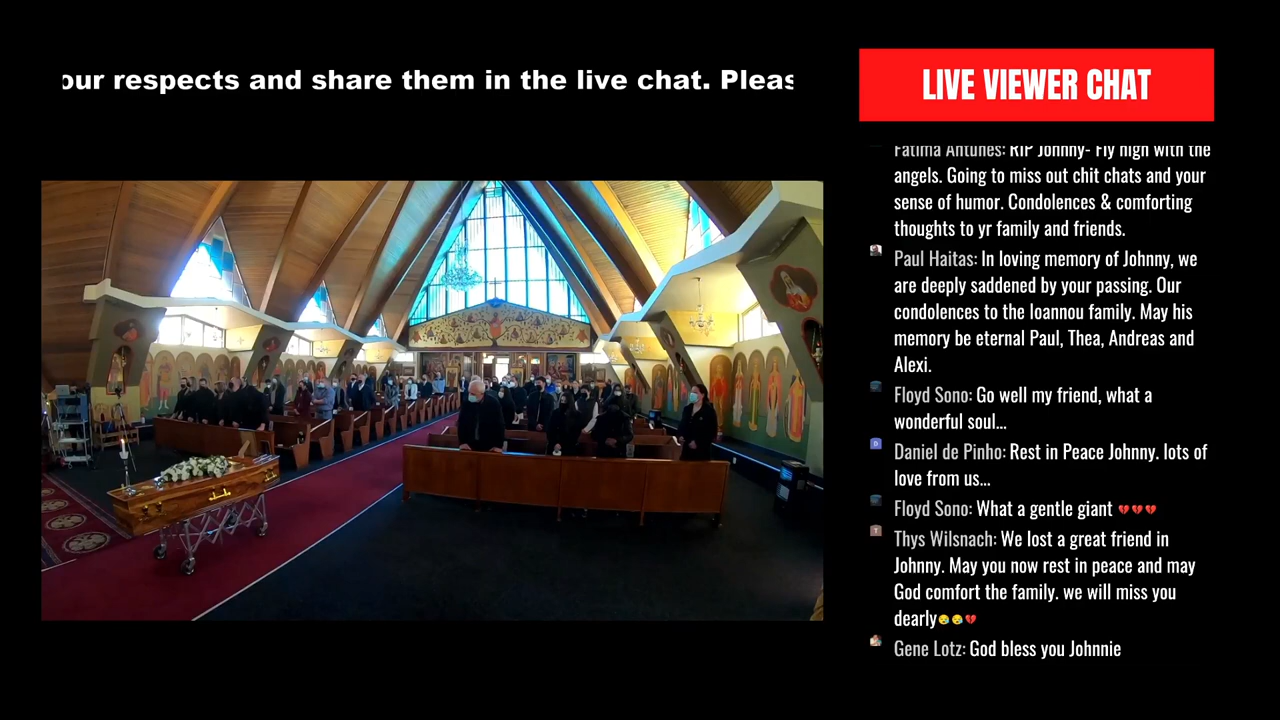 our respects and share them in the live chat. Pleas
LIVE VIEWER CHAT
Fatima Antunes: RIP Johnny- Fly high with the
angels. Going to miss out chit chats and your
sense of humor. Condolences & comforting
thoughts to yr family and friends.
Paul Haitas: In loving memory of Johnny, we
are deeply saddened by your passing. Our
condolences to the Ioannou family. May his
memory be eternal Paul, Thea, Andreas and
Alexi.
Floyd Sono: Go well my friend, what a
wonderful soul...
D
Daniel de Pinho: Rest in Peace Johnny. lots of
love from us...
Floyd Sono: What a gentle giant 💔💔💔
T
Thys Wilsnach: We lost a great friend in
Johnny. May you now rest in peace and may
God comfort the family. we will miss you
dearly😪😪💔
Gene Lotz: God bless you Johnnie